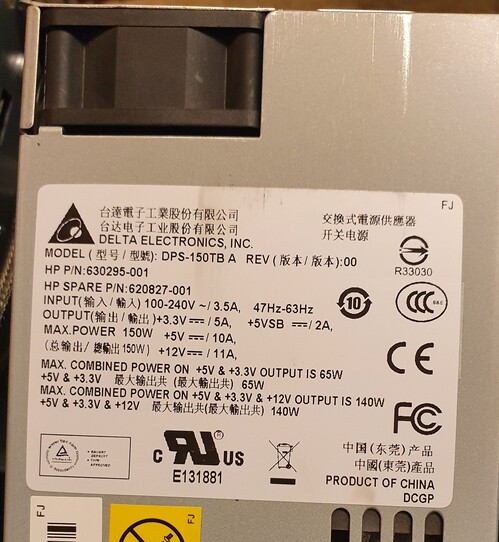 FJ
台達電子工業股份有限公司
台达电子工业股份有限公司
DELTA ELECTRONICS, INC.
交換式電源供應器
开关电源
MODEL (型号/型號): DPS-150TB A REV (版本/版本):00
R33030
HP P/N:630295-001
HP SPARE P/N:620827-001
INPUT(输入/輸入) 100-240V ~/ 3.5A, 47Hz-63Hz
OUTPUT(输出/輸出)+3.3V ⎓ / 5A, +5VSB ⎓ / 2A,
MAX.POWER 150W +5V ⎓ / 10A,
(总输出/總輸出150W) +12V ⎓ / 11A,
10
CCC
S&E
CE
MAX. COMBINED POWER ON +5V & +3.3V OUTPUT IS 65W
+5V & +3.3V 最大输出共 (最大輸出共) 65W
MAX. COMBINED POWER ON +5V & +3.3V & +12V OUTPUT IS 140W
+5V & +3.3V & +12V 最大输出共(最大輸出共) 140W
FC
c RU US
E131881
中国(东莞)产品
中國(東莞)產品
PRODUCT OF CHINA
DCGP
FJ
FJ